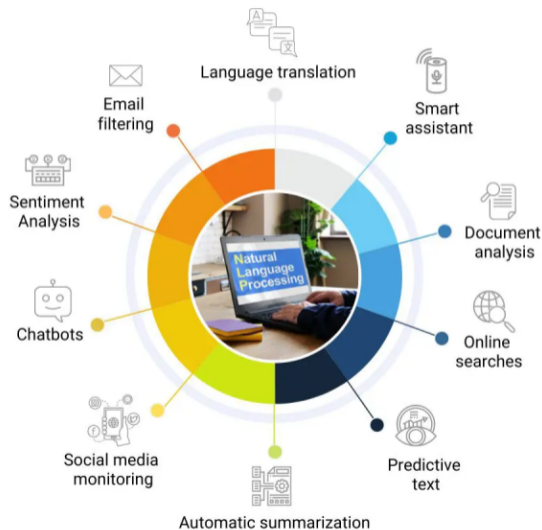 Language translation
Smart
assistant
Document
analysis
Online
searches
Predictive
text
Automatic summarization
Social media
monitoring
Chatbots
Sentiment
Analysis
Email
filtering
Natural
Language
Processing